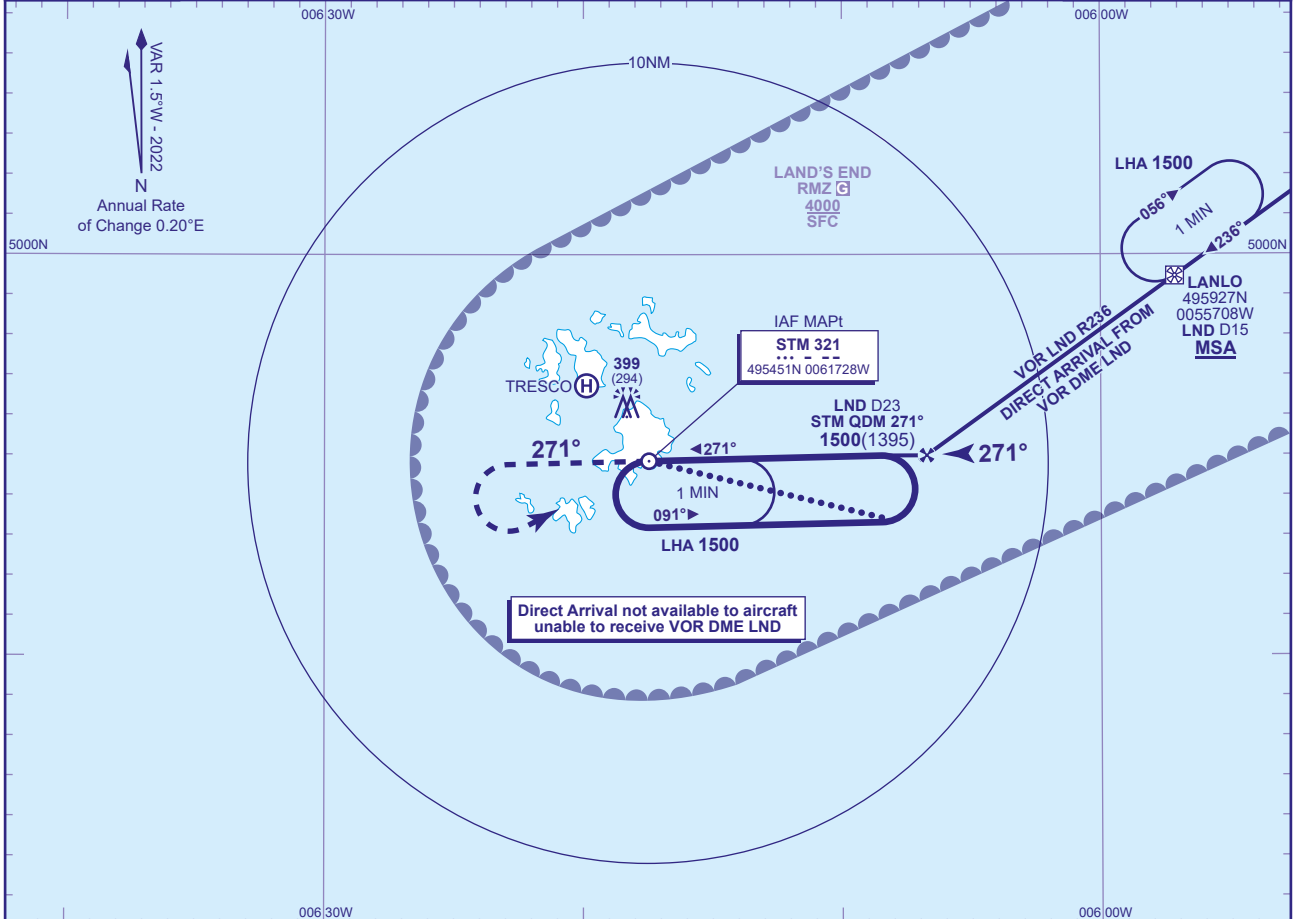 006 30W
006 00W
VAR 1.5°W - 2022
N
Annual Rate
of Change 0.20°E
10NM
LAND'S END
RMZ G
4000
SFC
LHA 1500
056°
1 MIN
236°
5000N
5000N
LANLO
495927N
0055708W
LND D15
MSA
VOR LND R236
DIRECT ARRIVAL FROM
VOR DME LND
IAF MAPt
STM 321
... - --
495451N 0061728W
399
(294)
TRESCO H
LND D23
STM QDM 271°
1500(1395)
271°
271°
271°
1 MIN
091°
LHA 1500
Direct Arrival not available to aircraft
unable to receive VOR DME LND
006 30W
006 00W